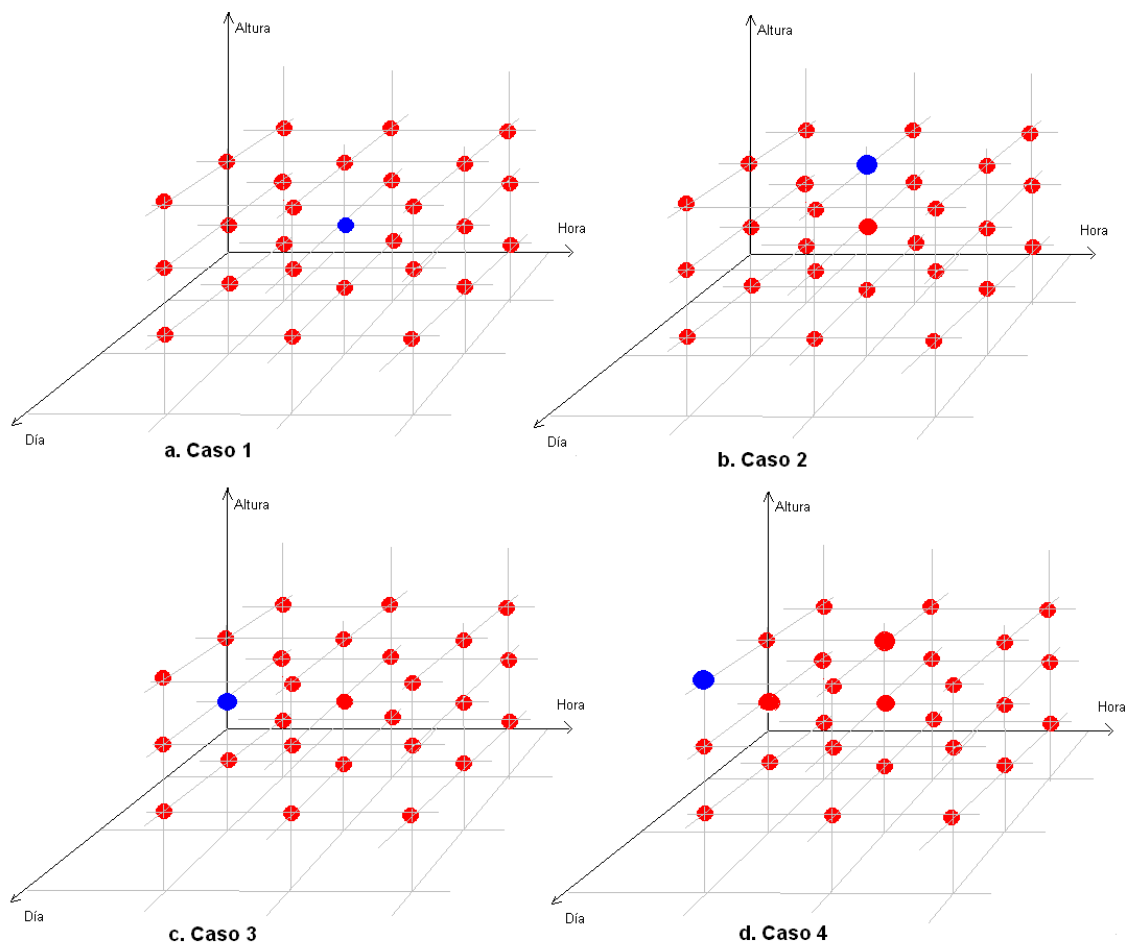 Altura
Hora
Día
a. Caso 1
Altura
Hora
Día
b. Caso 2
Altura
Hora
Día
c. Caso 3
Altura
Hora
Día
d. Caso 4